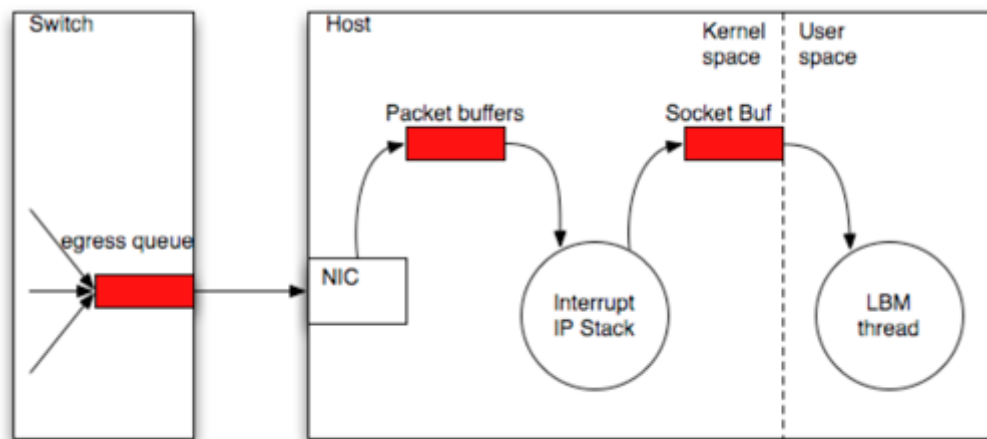 Switch
Host
Kernel
space
User
space
Packet buffers
Socket Buf
egress queue
NIC
Interrupt
IP Stack
LBM
thread